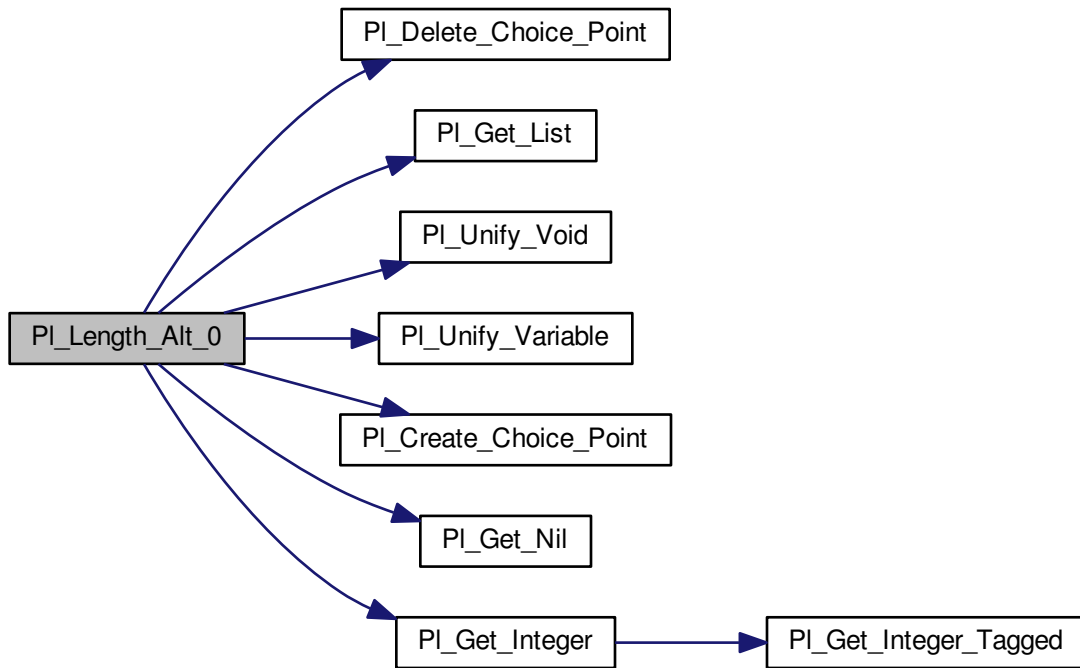 Pl_Delete_Choice_Point
Pl_Get_List
Pl_Unify_Void
Pl_Length_Alt_0
Pl_Unify_Variable
Pl_Create_Choice_Point
Pl_Get_Nil
Pl_Get_Integer
Pl_Get_Integer_Tagged